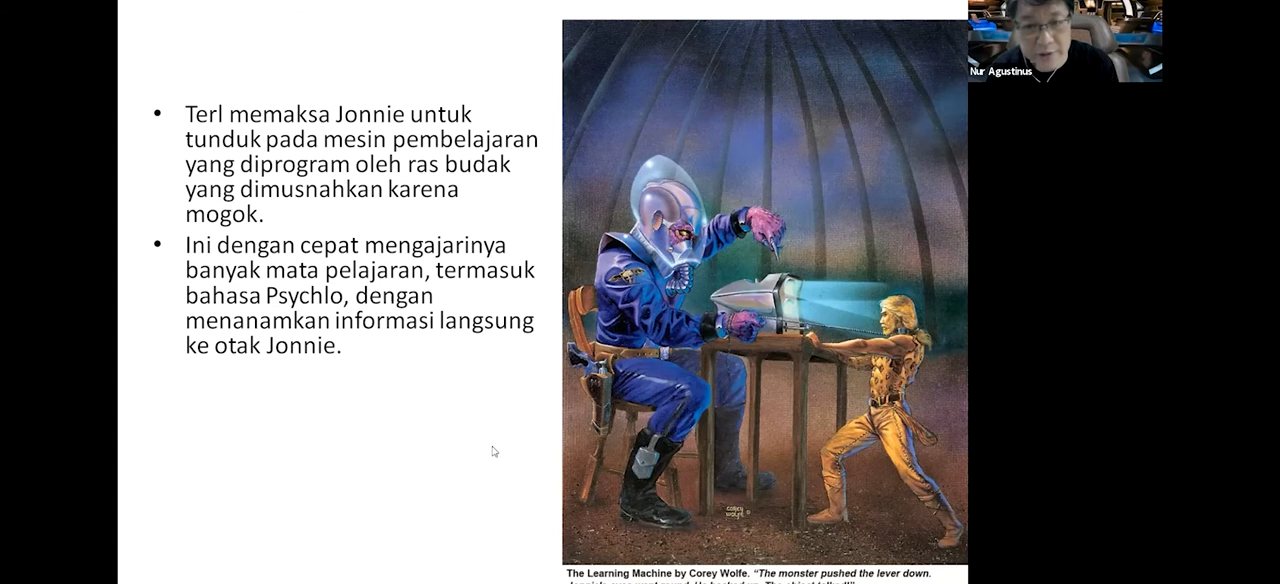 • Terl memaksa Jonnie untuk
tunduk pada mesin pembelajaran
yang diprogram oleh ras budak
yang dimusnahkan karena
mogok.
• Ini dengan cepat mengajarinya
banyak mata pelajaran, termasuk
bahasa Psychlo, dengan
menanamkan informasi langsung
ke otak Jonnie.
Nur Agustinus
COREY
WOLFE
The Learning Machine by Corey Wolfe. "The monster pushed the lever down.